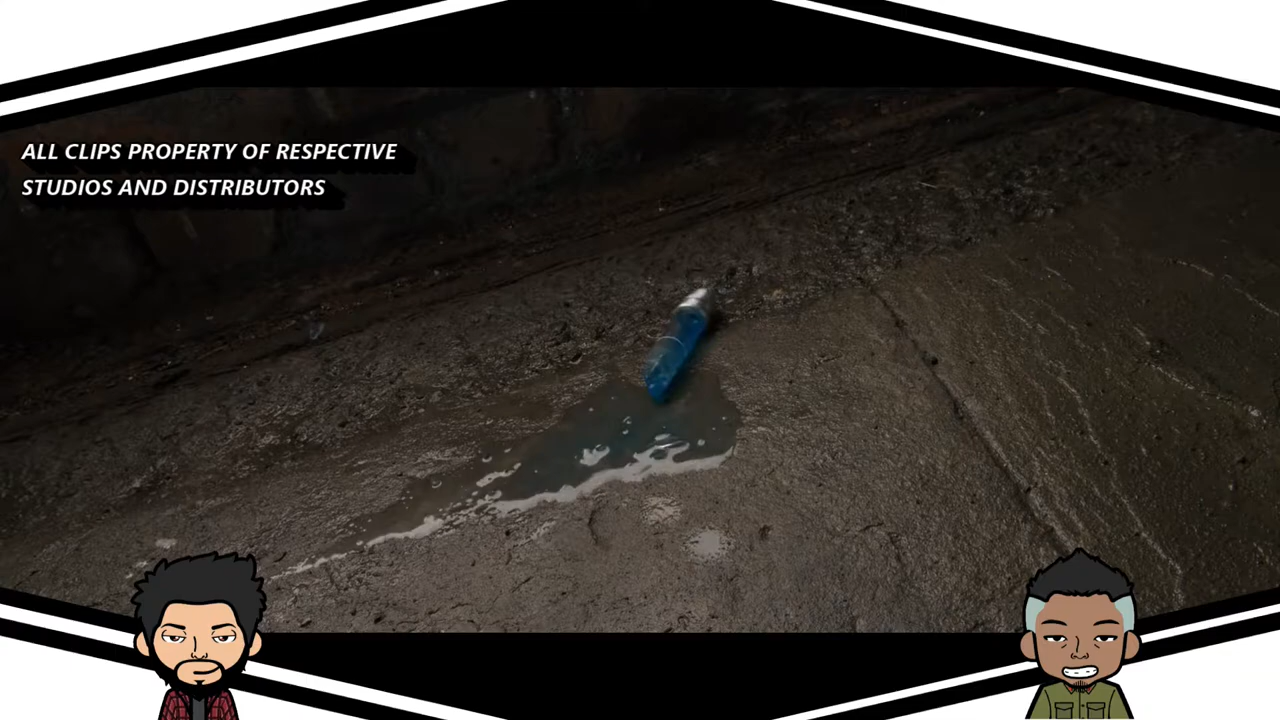 ALL CLIPS PROPERTY OF RESPECTIVE
STUDIOS AND DISTRIBUTORS